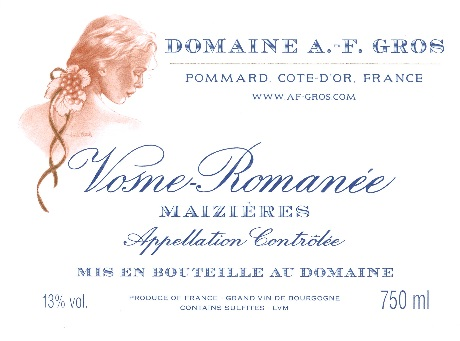 DOMAINE A.-F. GROS
POMMARD, COTE-D'OR, FRANCE
WWW.AF-GROS.COM
Vosne-Romanée
MAIZIÈRES
Appellation Contrôlée
MIS EN BOUTEILLE AU DOMAINE
13% vol.
PRODUCE OF FRANCE - GRAND VIN DE BOURGOGNE
CONTAINS SULFITES - LVM
750 ml